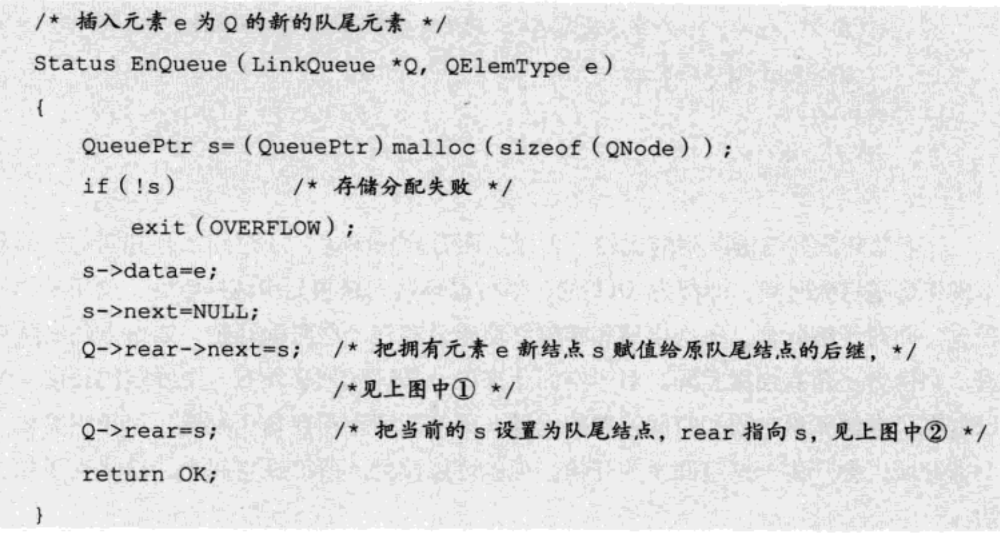 /* 插入元素 e 为 Q 的新的队尾元素 */
Status EnQueue(LinkQueue *Q, QElemType e)
{
QueuePtr s=(QueuePtr)malloc(sizeof(QNode));
if(!s) /* 存储分配失败 */
exit(OVERFLOW);
s->data=e;
s->next=NULL;
Q->rear->next=s; /* 把拥有元素 e 新结点 s 赋值给原队尾结点的后继, */
/*见上图中① */
Q->rear=s; /* 把当前的 s 设置为队尾结点, rear 指向 s, 见上图中② */
return OK;
}